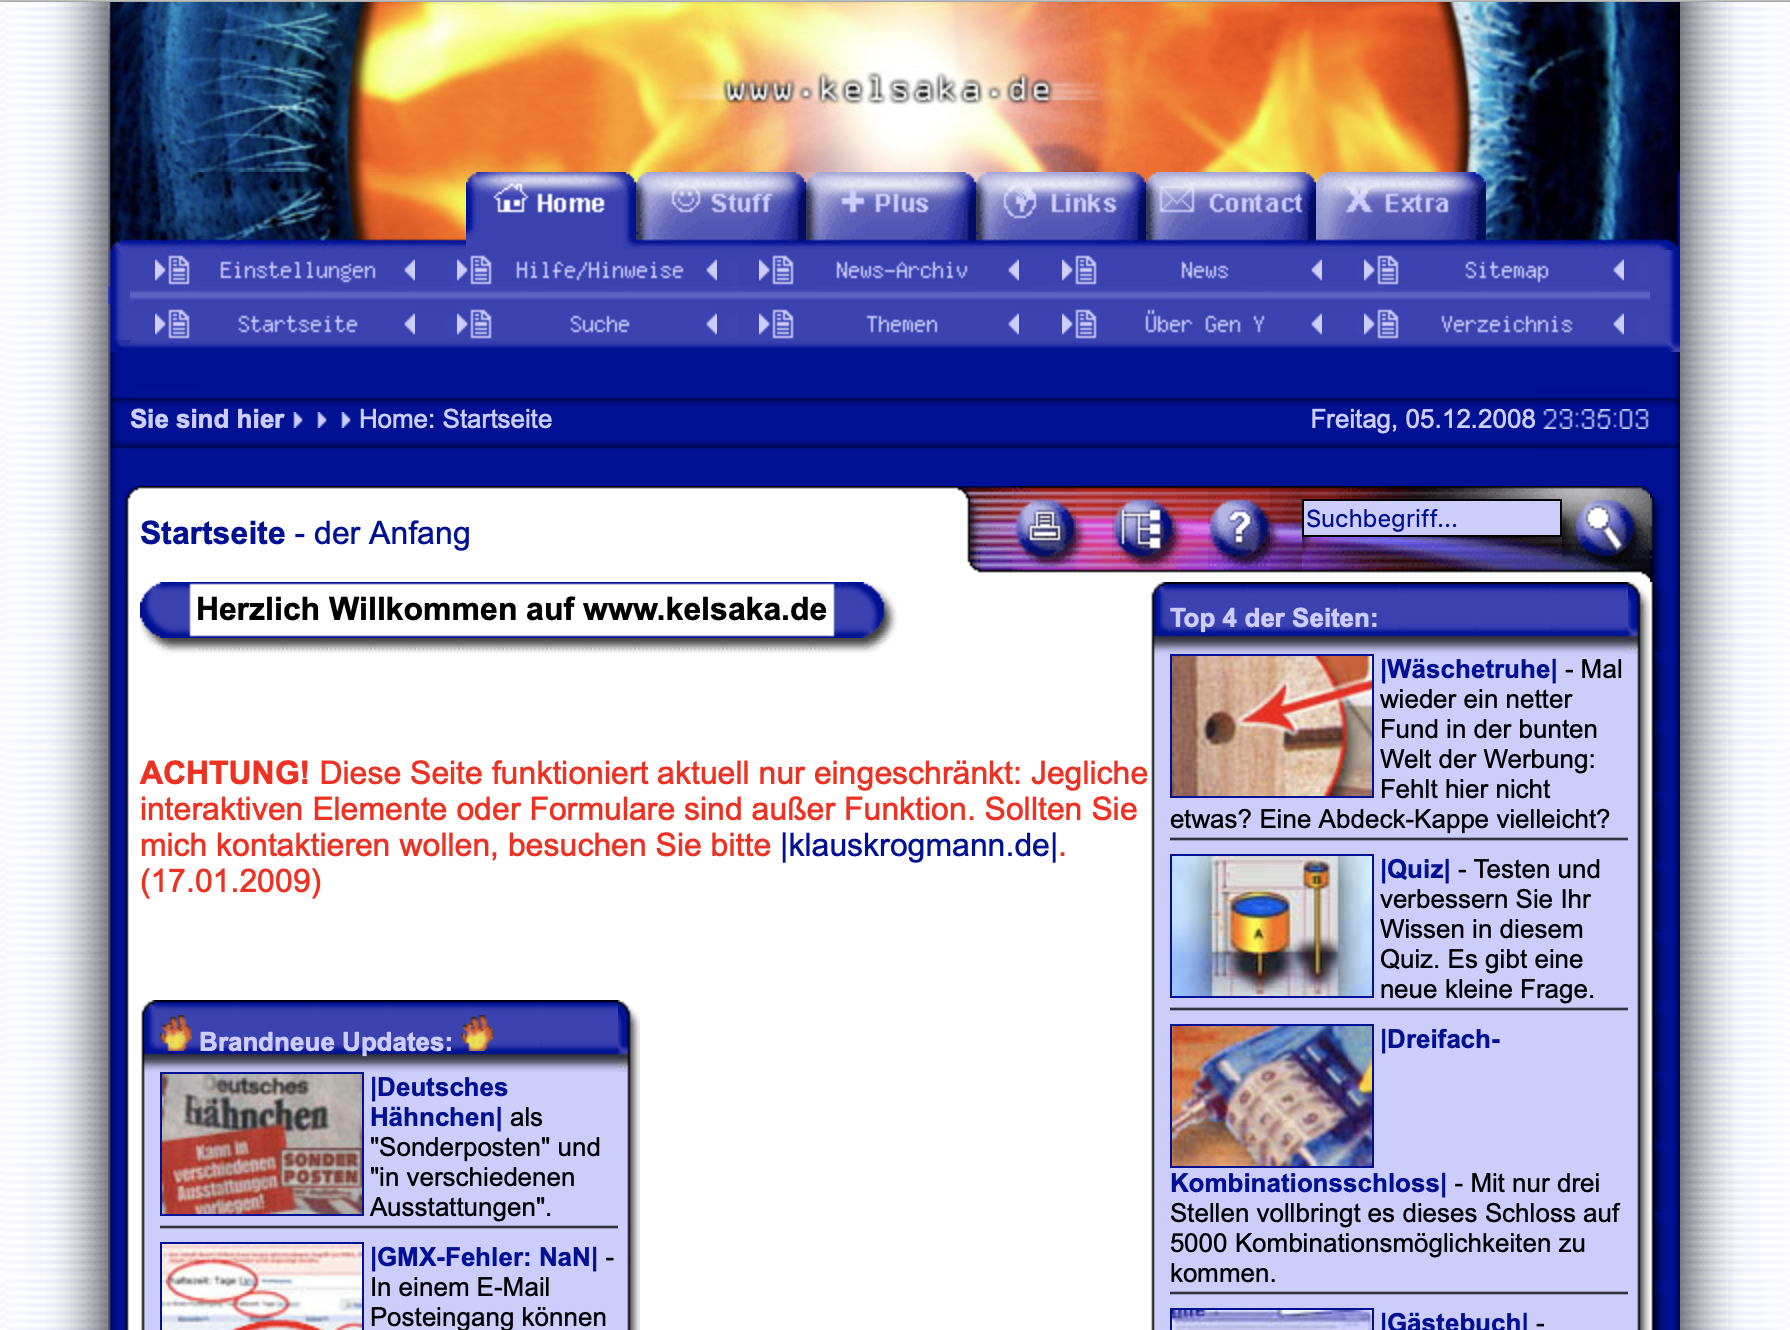 www.kelsaka.de
Home
Stuff
Plus
Links
Contact
Extra
Einstellungen
Hilfe/Hinweise
News-Archiv
News
Sitemap
Startseite
Suche
Themen
Über Gen Y
Verzeichnis
Sie sind hier Home: Startseite
Freitag, 05.12.2008 23:35:03
Startseite - der Anfang
?
Suchbegriff...
Herzlich Willkommen auf www.kelsaka.de
ACHTUNG! Diese Seite funktioniert aktuell nur eingeschränkt: Jegliche
interaktiven Elemente oder Formulare sind außer Funktion. Sollten Sie
mich kontaktieren wollen, besuchen Sie bitte |klauskrogmann.de|.
(17.01.2009)
Brandneue Updates:
Deutsches
Hähnchen
Kann in
verschiedenen
Ausstattungen
vorliegen!
SONDER
POSTEN
|Deutsches
Hähnchen| als
"Sonderposten" und
"in verschiedenen
Ausstattungen".
|GMX-Fehler: NaN| -
In einem E-Mail
Posteingang können
Top 4 der Seiten:
|Wäschetruhe| - Mal
wieder ein netter
Fund in der bunten
Welt der Werbung:
Fehlt hier nicht
etwas? Eine Abdeck-Kappe vielleicht?
A
B
|Quiz| - Testen und
verbessern Sie Ihr
Wissen in diesem
Quiz. Es gibt eine
neue kleine Frage.
|Dreifach-
Kombinationsschloss| - Mit nur drei
Stellen vollbringt es dieses Schloss auf
5000 Kombinationsmöglichkeiten zu
kommen.
|Gästebuch| -